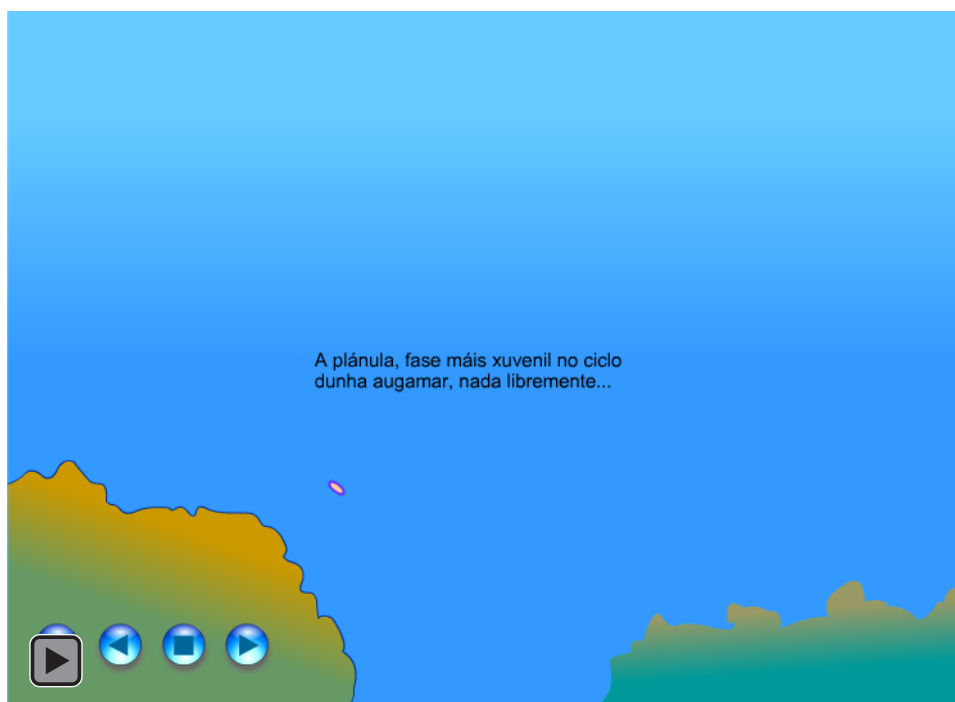 A plánula, fase máis xuvenil no ciclo
dunha augamar, nada libremente...